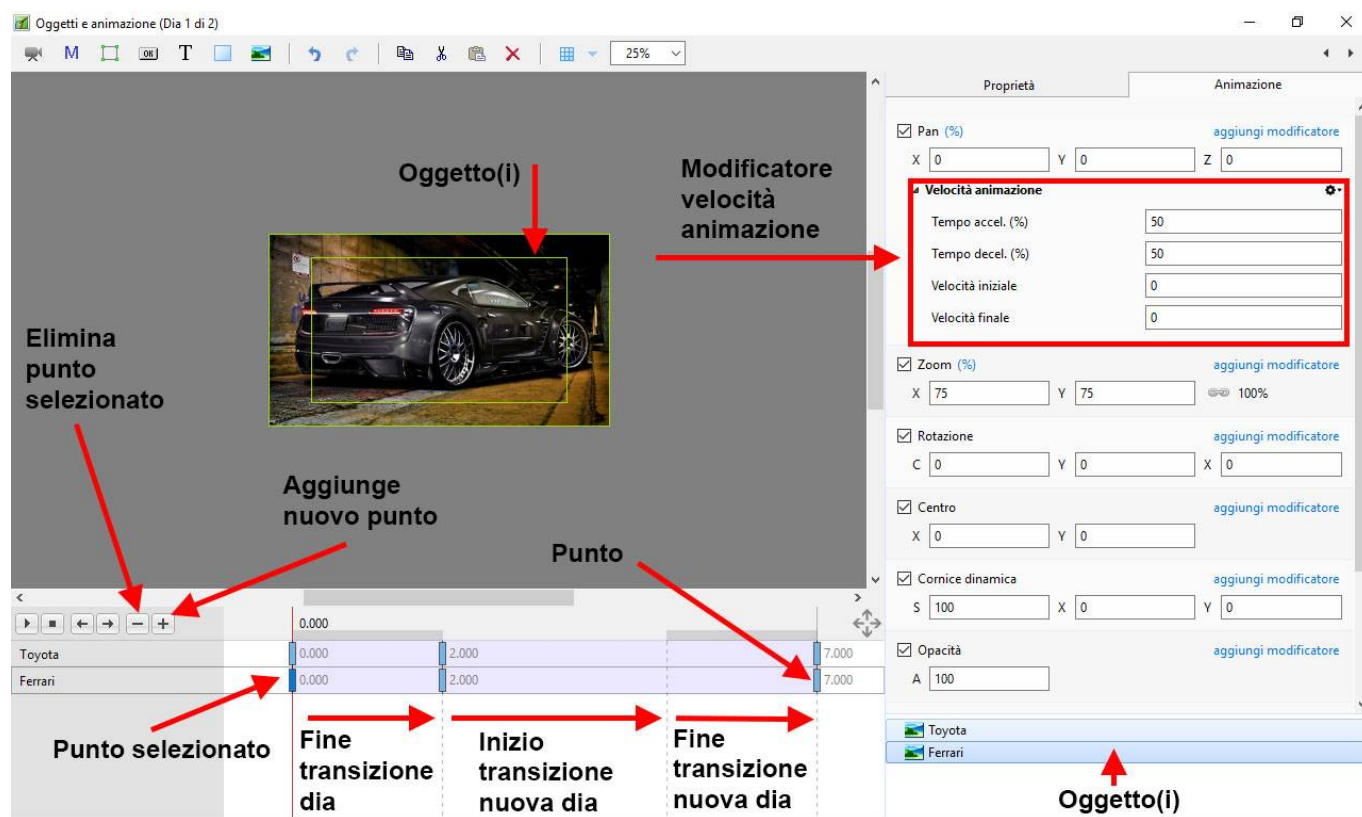 Oggetti e animazione (Dia 1 di 2)
M OK T 25%
Proprietà Animazione
Pan (%) aggiungi modificatore
X 0 Y 0 Z 0
Velocità animazione
Tempo accel. (%) 50
Tempo decel. (%) 50
Velocità iniziale 0
Velocità finale 0
Zoom (%) aggiungi modificatore
X 75 Y 75 100%
Rotazione aggiungi modificatore
C 0 Y 0 X 0
Centro aggiungi modificatore
X 0 Y 0
Cornice dinamica aggiungi modificatore
S 100 X 0 Y 0
Opacità aggiungi modificatore
A 100
Toyota
Ferrari
Oggetto(i)
Oggetto(i)
Modificatore
velocità
animazione
Elimina
punto
selezionato
Aggiunge
nuovo punto
Punto
0.000
Toyota 0.000 2.000 7.000
Ferrari 0.000 2.000 7.000
Punto selezionato
Fine
transizione
dia
Inizio
transizione
nuova dia
Fine
transizione
nuova dia